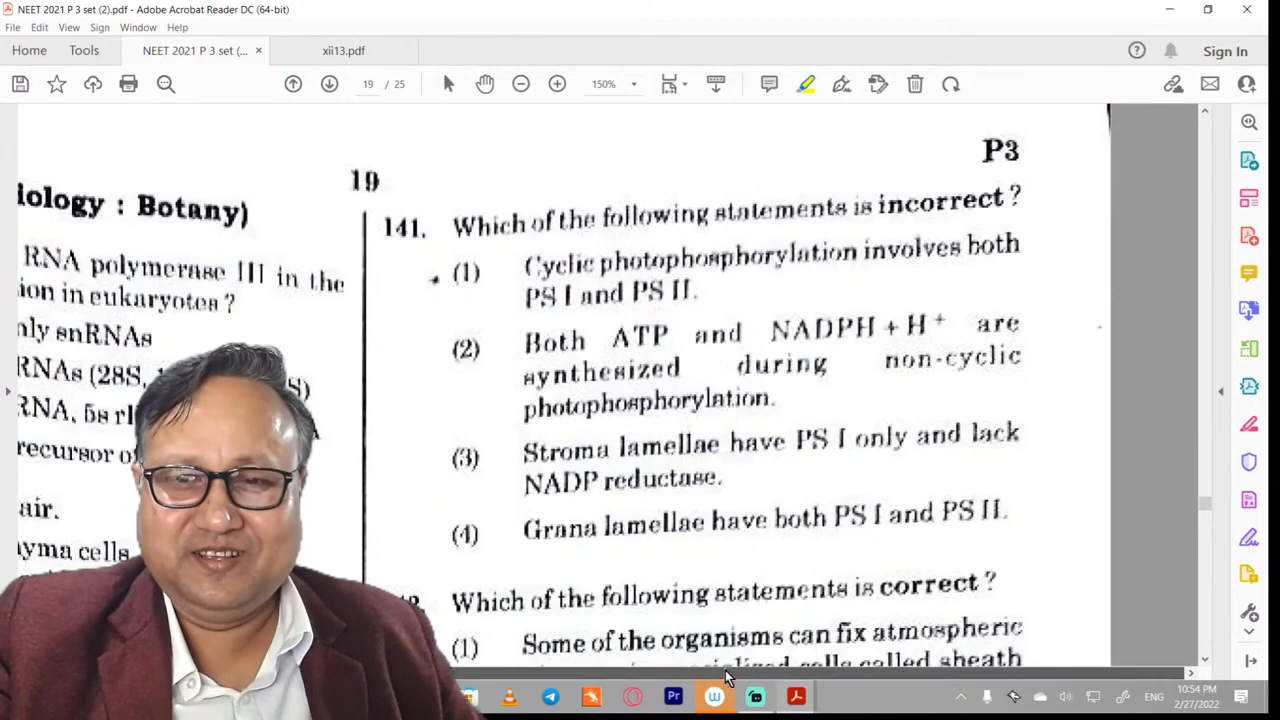 NEET 2021 P 3 set (2).pdf - Adobe Acrobat Reader DC (64-bit)
File Edit View Sign Window Help
Home Tools NEET 2021 P 3 set (... × xii13.pdf Sign In
19 / 25 150%
P3
19
iology : Botany)
RNA polymerase III in the
ion in eukaryotes ?
nly snRNAs
RNAs (28S, S)
RNA, 5s
recursor of
air.
yma cells
141. Which of the following statements is incorrect ?
(1) Cyclic photophosphorylation involves both
PS I and PS II.
(2) Both ATP and NADPH + H+ are
synthesized during non-cyclic
photophosphorylation.
(3) Stroma lamellae have PS I only and lack
NADP reductase.
(4) Grana lamellae have both PS I and PS II.
Which of the following statements is correct ?
(1) Some of the organisms can fix atmospheric
cells called sheath
W Pr
ENG
10:54 PM
2/27/2022